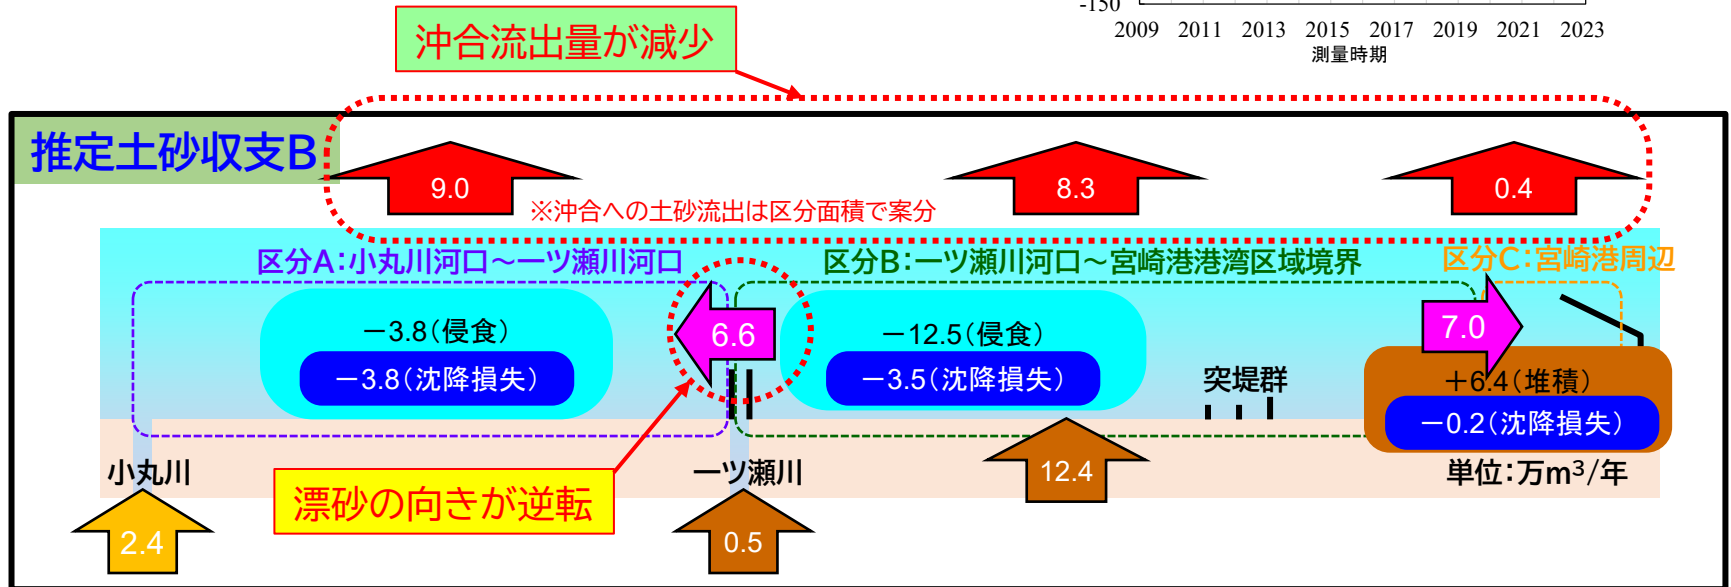 -150
2009 2011 2013 2015 2017 2019 2021 2023
測量時期
沖合流出量が減少
推定土砂収支B
9.0
8.3
0.4
※沖合への土砂流出は区分面積で案分
区分A:小丸川河口～一ツ瀬川河口
区分B:一ツ瀬川河口～宮崎港港湾区域境界
区分C:宮崎港周辺
－3.8(侵食)
－3.8(沈降損失)
6.6
－12.5(侵食)
－3.5(沈降損失)
突堤群
7.0
＋6.4(堆積)
－0.2(沈降損失)
小丸川
一ツ瀬川
12.4
単位:万m³/年
漂砂の向きが逆転
2.4
0.5